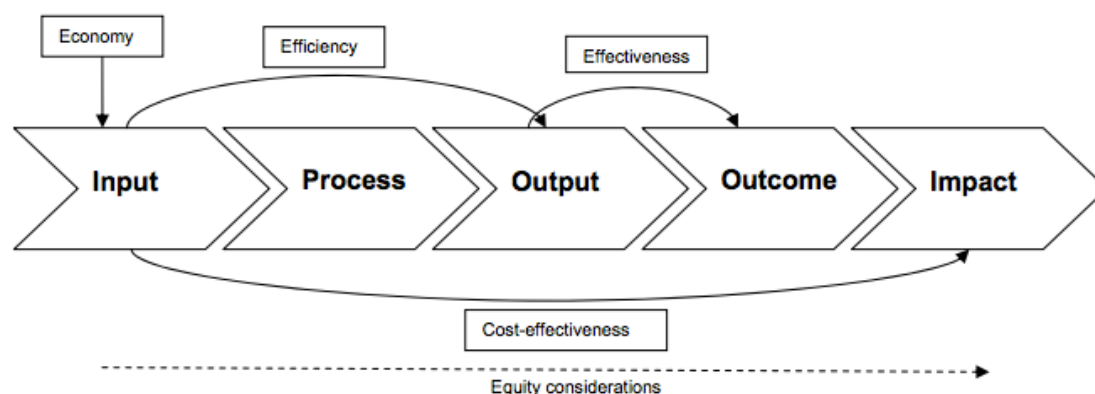 Economy
Efficiency
Effectiveness
Input
Process
Output
Outcome
Impact
Cost-effectiveness
Equity considerations